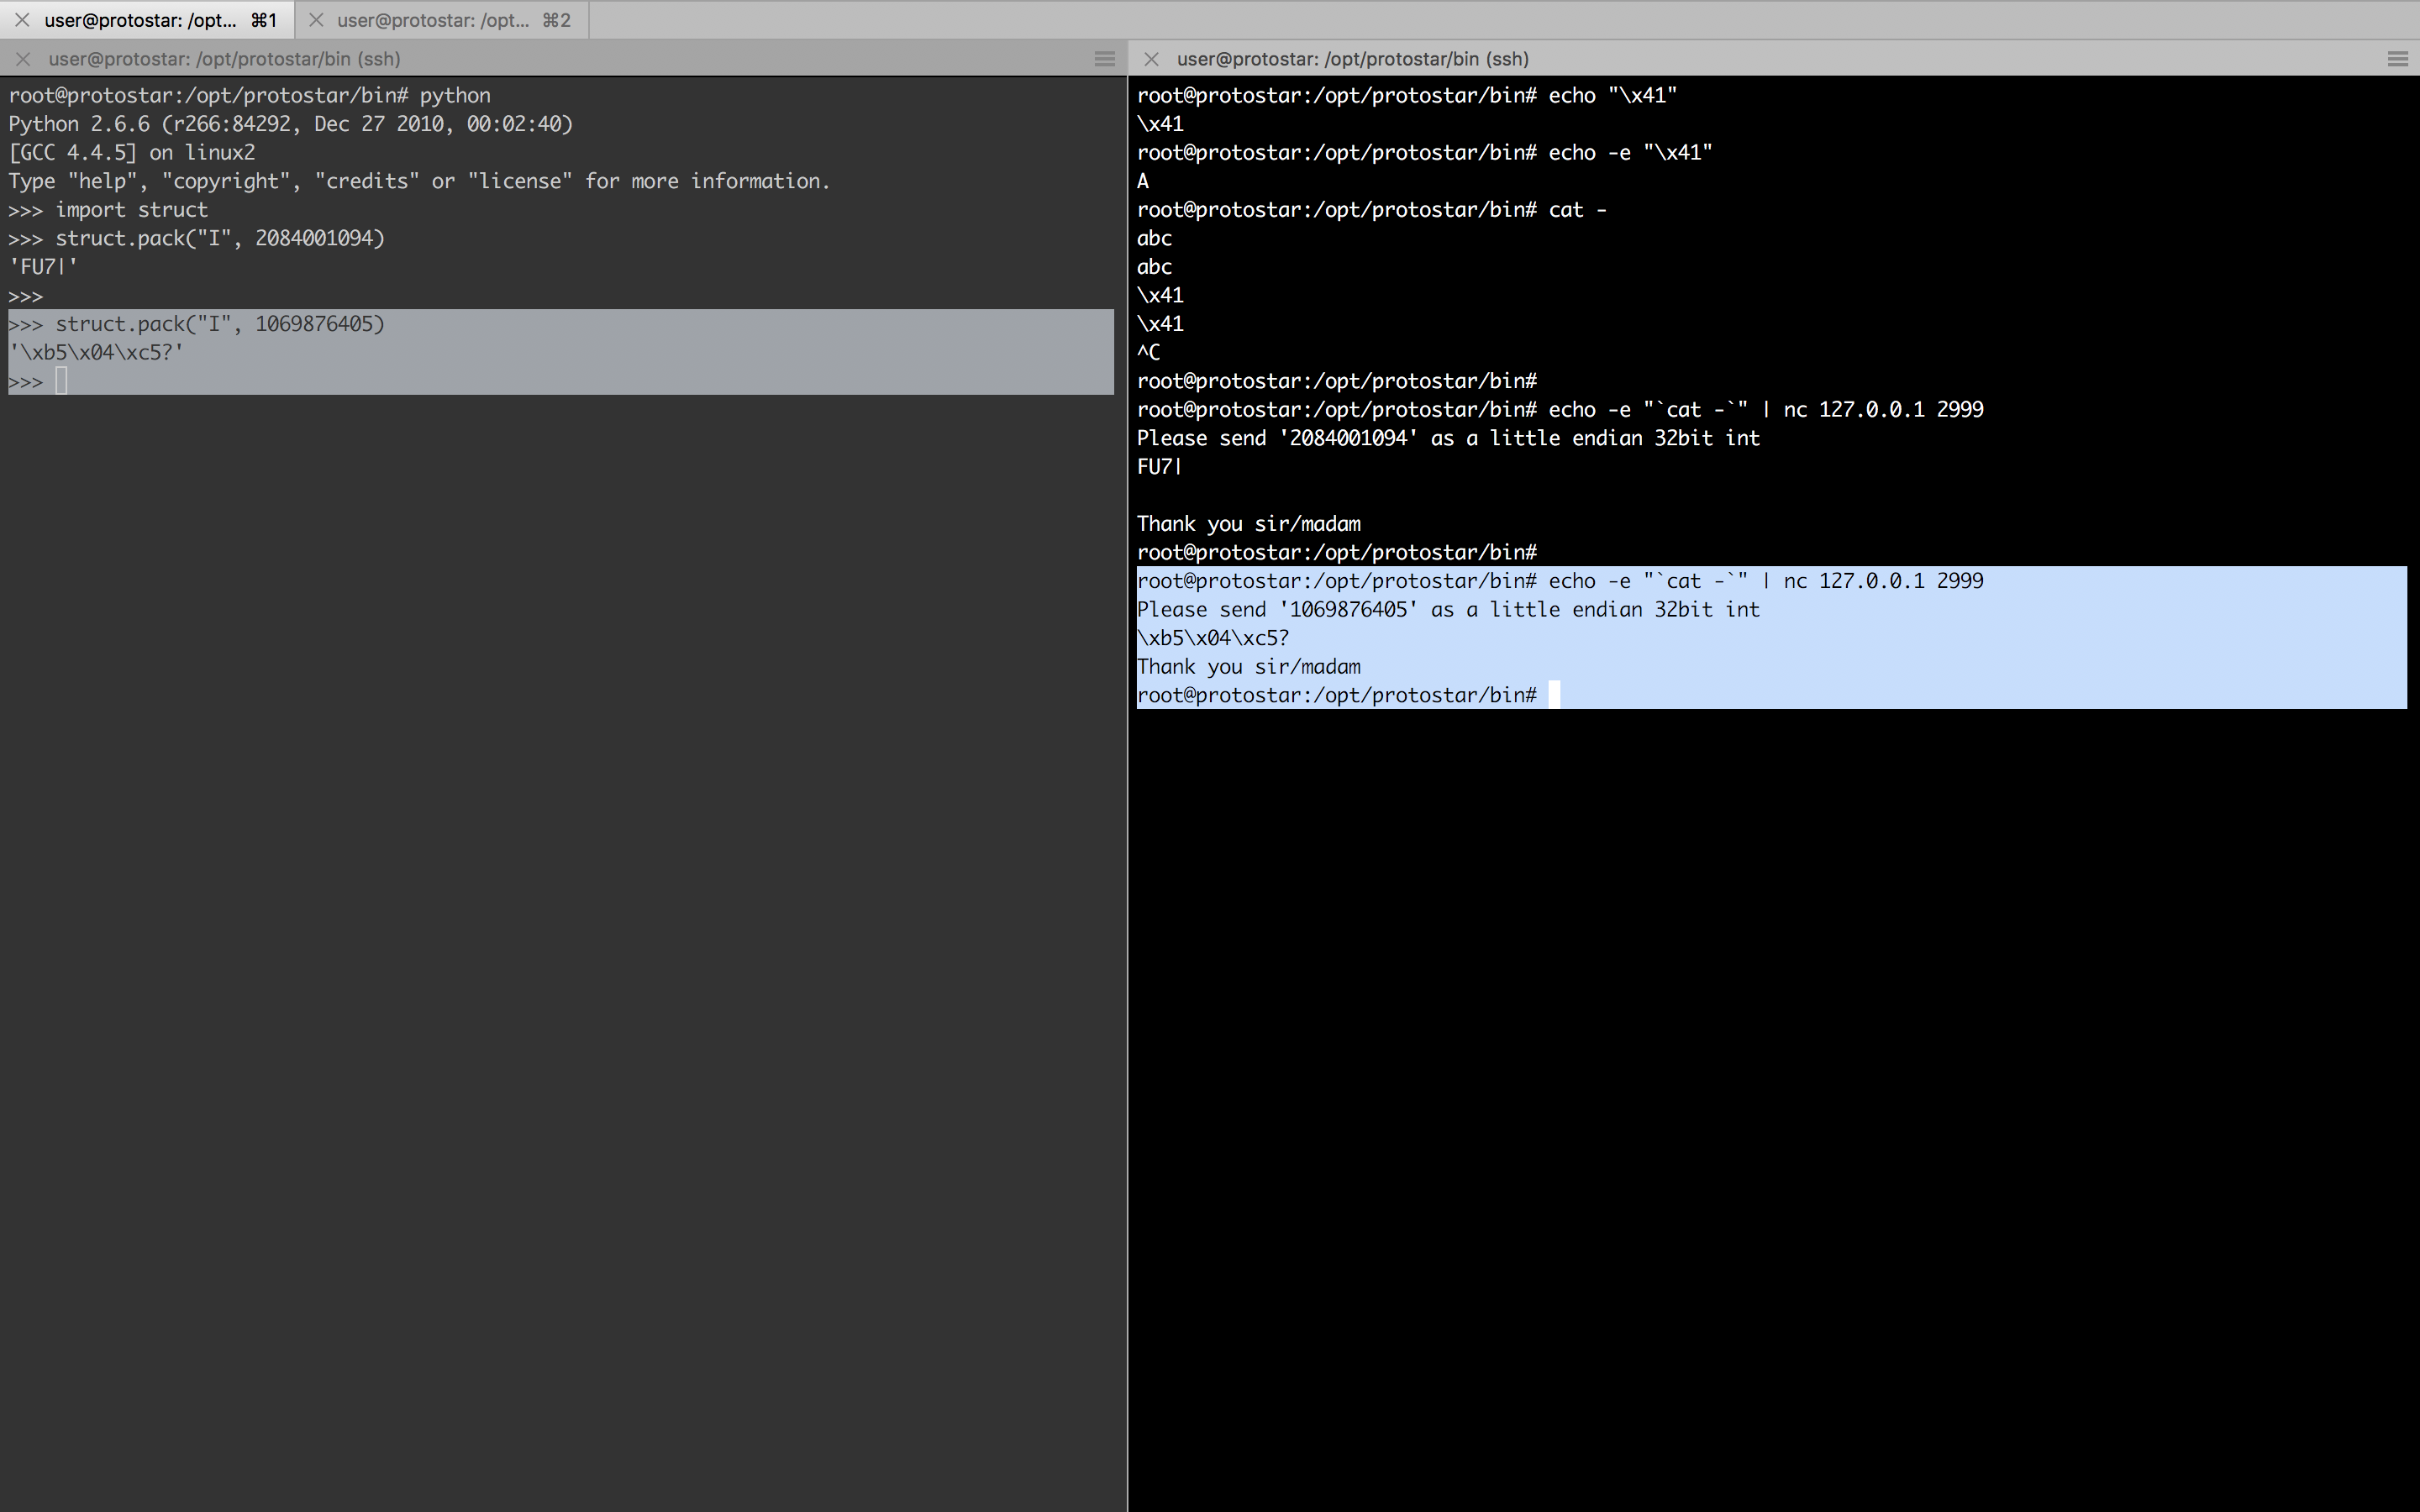 user@protostar: /opt... ⌘1
user@protostar: /opt... ⌘2
user@protostar: /opt/protostar/bin (ssh)
root@protostar:/opt/protostar/bin# python
Python 2.6.6 (r266:84292, Dec 27 2010, 00:02:40)
[GCC 4.4.5] on linux2
Type "help", "copyright", "credits" or "license" for more information.
>>> import struct
>>> struct.pack("I", 2084001094)
'FU7|'
>>>
>>> struct.pack("I", 1069876405)
'\xb5\x04\xc5?'
>>>
user@protostar: /opt/protostar/bin (ssh)
root@protostar:/opt/protostar/bin# echo "\x41"
\x41
root@protostar:/opt/protostar/bin# echo -e "\x41"
A
root@protostar:/opt/protostar/bin# cat -
abc
abc
\x41
\x41
^C
root@protostar:/opt/protostar/bin#
root@protostar:/opt/protostar/bin# echo -e "`cat -`" | nc 127.0.0.1 2999
Please send '2084001094' as a little endian 32bit int
FU7|
Thank you sir/madam
root@protostar:/opt/protostar/bin#
root@protostar:/opt/protostar/bin# echo -e "`cat -`" | nc 127.0.0.1 2999
Please send '1069876405' as a little endian 32bit int
\xb5\x04\xc5?
Thank you sir/madam
root@protostar:/opt/protostar/bin#